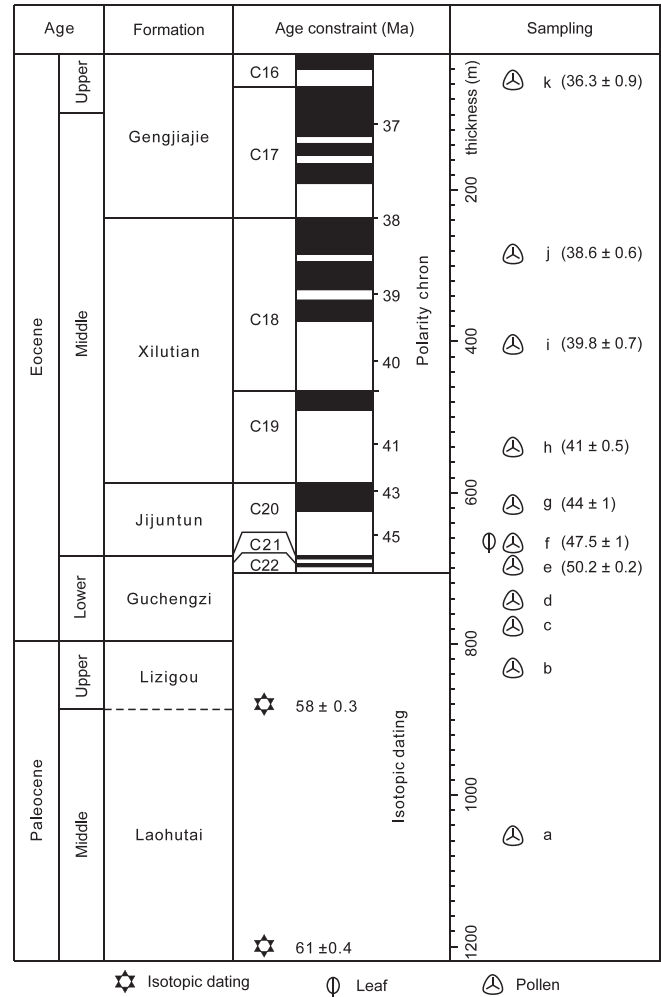 Age Formation Age constraint (Ma) Sampling
Eocene
Paleocene
Upper
Middle
Lower
Upper
Middle
Gengjiajie
Xilutian
Jijuntun
Guchengzi
Lizigou
Laohutai
C16
C17
C18
C19
C20
C21
C22
37
38
39
40
41
43
45
Polarity chron
58 ± 0.3
61 ±0.4
Isotopic dating
thickness (m)
200
400
600
800
1000
1200
k (36.3 ± 0.9)
j (38.6 ± 0.6)
i (39.8 ± 0.7)
h (41 ± 0.5)
g (44 ± 1)
f (47.5 ± 1)
e (50.2 ± 0.2)
d
c
b
a
Isotopic dating Leaf Pollen